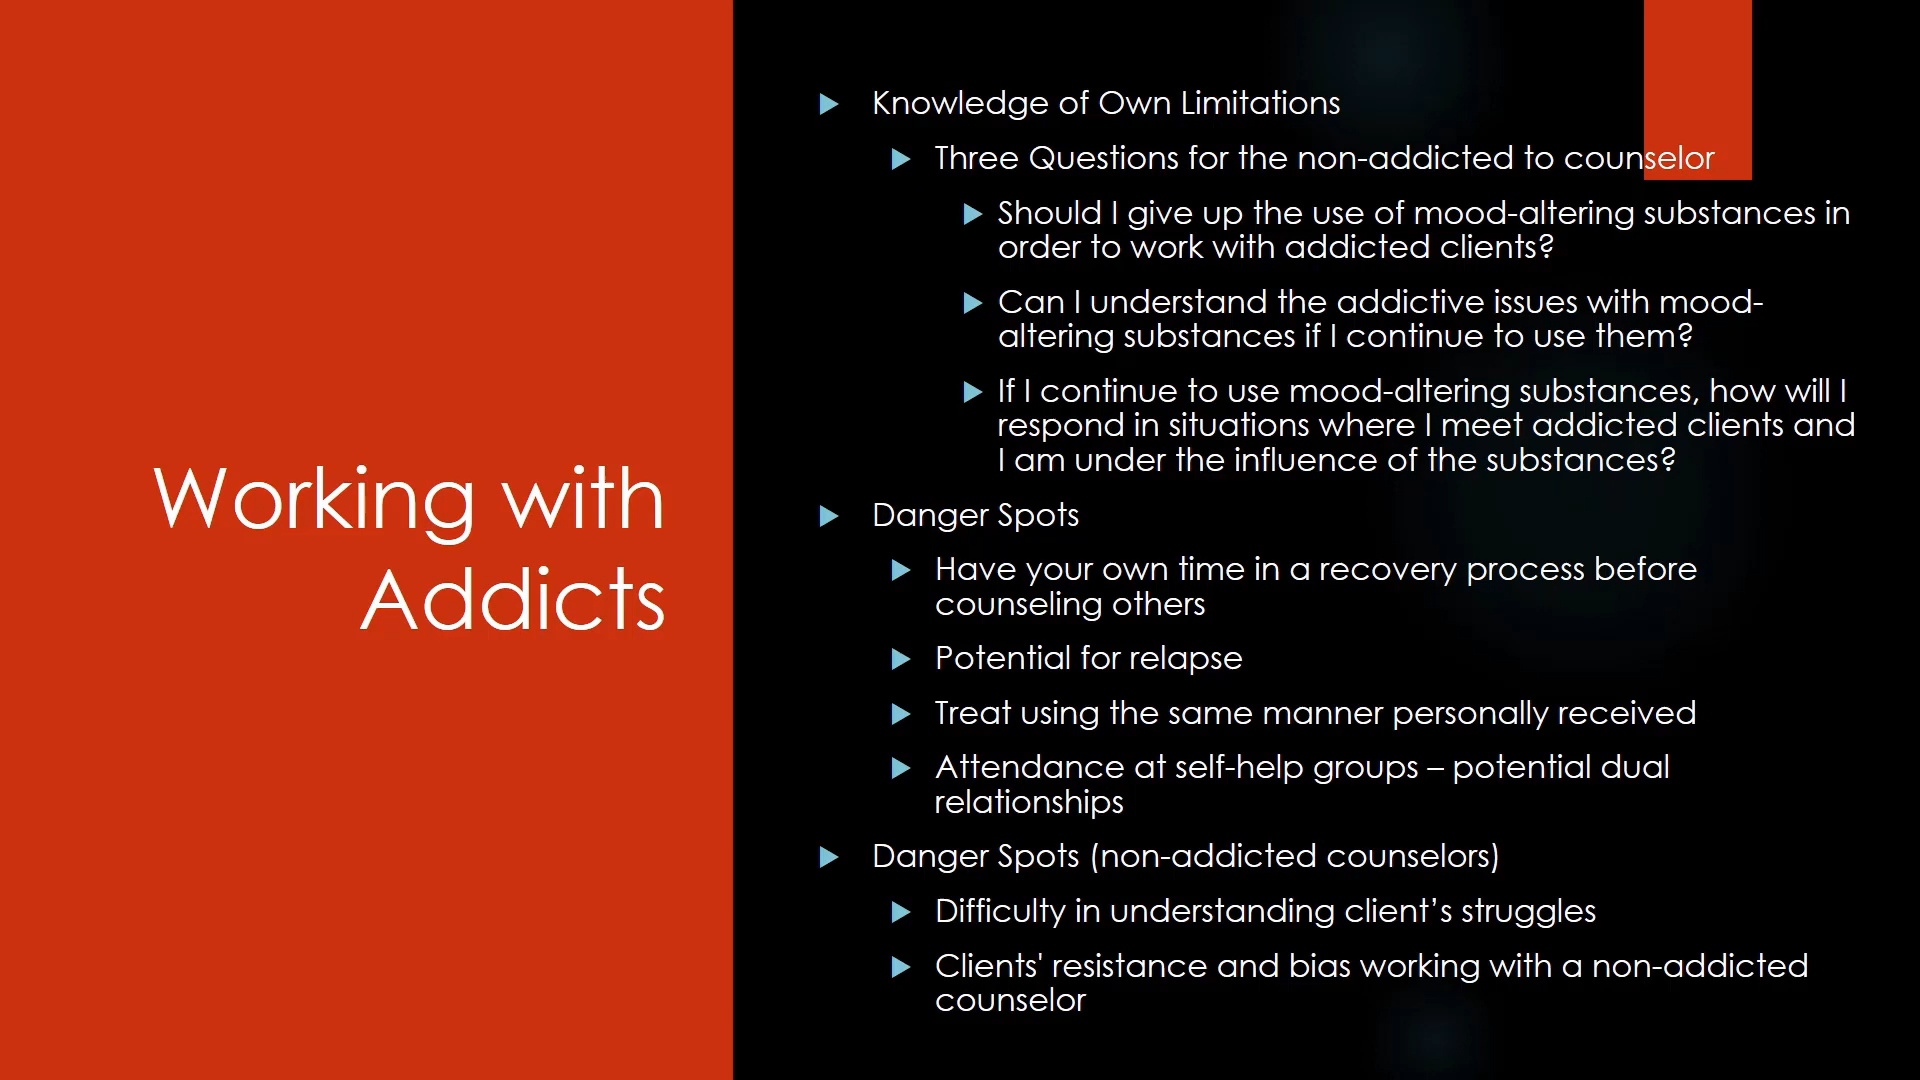 Working with
Addicts
Knowledge of Own Limitations
Three Questions for the non-addicted to counselor
Should I give up the use of mood-altering substances in
order to work with addicted clients?
Can I understand the addictive issues with mood-
altering substances if I continue to use them?
If I continue to use mood-altering substances, how will I
respond in situations where I meet addicted clients and
I am under the influence of the substances?
Danger Spots
Have your own time in a recovery process before
counseling others
Potential for relapse
Treat using the same manner personally received
Attendance at self-help groups – potential dual
relationships
Danger Spots (non-addicted counselors)
Difficulty in understanding client’s struggles
Clients' resistance and bias working with a non-addicted
counselor